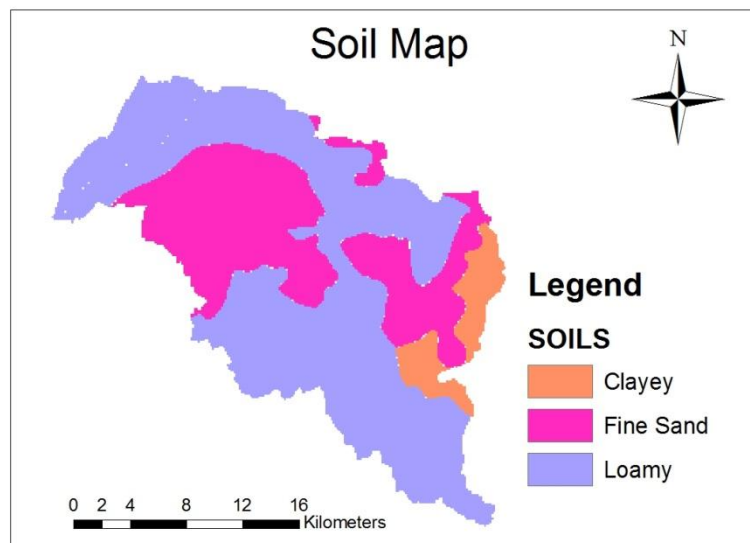 Soil Map
N
Legend
SOILS
Clayey
Fine Sand
Loamy
0 2 4 8 12 16
Kilometers